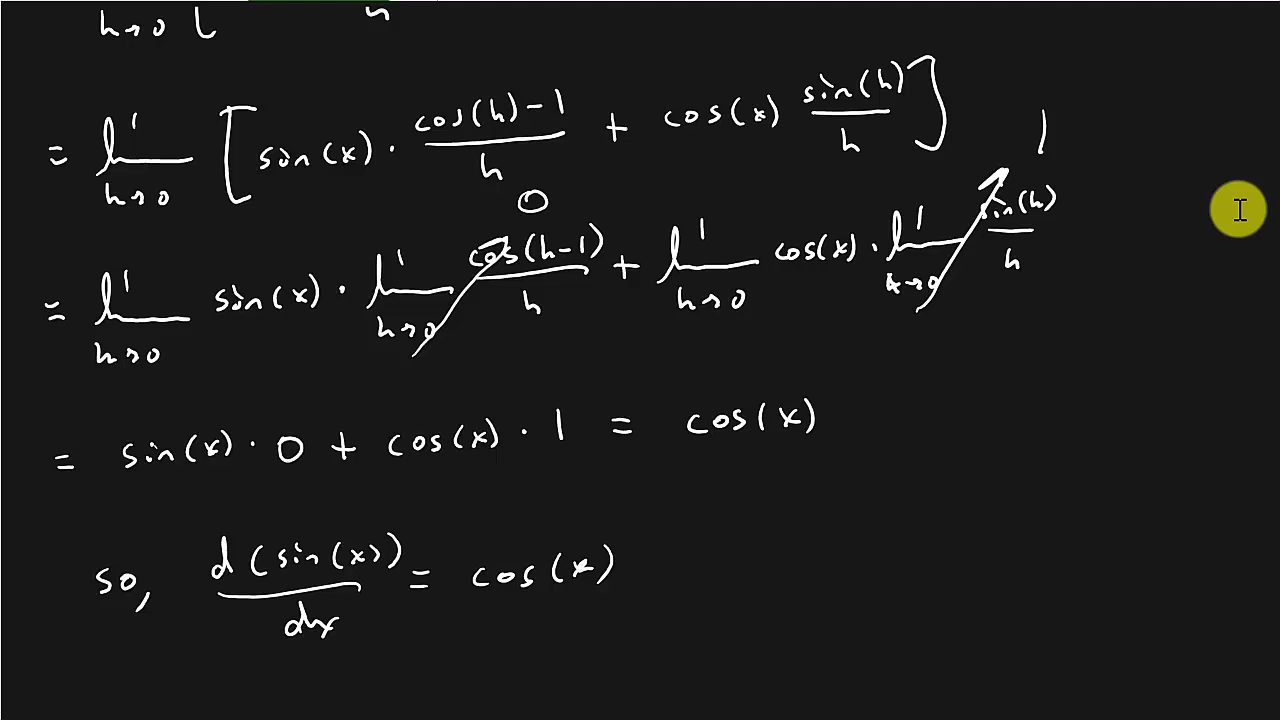 h→0 [ h
= lim h→0 [ sin(x) · (cos(h)-1)/h + cos(x) sin(h)/h ] 1
0
= lim h→0 sin(x) · lim h→0 cos(h-1)/h + lim h→0 cos(x) · lim h→0 sin(h)/h
= sin(x) · 0 + cos(x) · 1 = cos(x)
so, d(sin(x))/dx = cos(x)